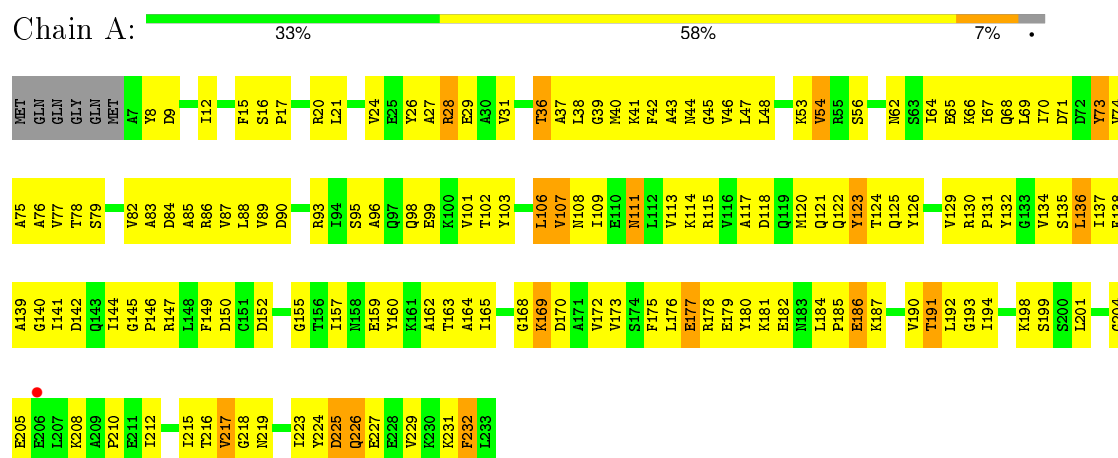 Chain A:
33% 58% 7% •
MET GLN GLN GLY GLN MET A7 Y8 D9 I12 F15 S16 P17 R20 L21 V24 E25 Y26 A27 R28 E29 A30 V31 T36 A37 L38 G39 M40 K41 F42 A43 N44 G45 V46 L47 L48 K53 V54 R55 S56 N62 S63 I64 E65 K66 I67 Q68 L69 I70 D71 D72 Y73 V74
A75 A76 V77 T78 S79 V82 A83 D84 A85 R86 V87 L88 V89 D90 R93 I94 S95 A96 Q97 Q98 E99 K100 V101 T102 Y103 L106 V107 N108 I109 E110 N111 L112 V113 K114 R115 V116 A117 D118 Q119 M120 Q121 Q122 Y123 T124 Q125 Y126 V129 R130 P131 Y132 G133 V134 S135 L136 I137 F138
A139 G140 I141 D142 Q143 I144 G145 P146 R147 L148 F149 D150 C151 D152 G155 T156 I157 N158 E159 Y160 K161 A162 T163 A164 I165 G168 K169 D170 A171 V172 V173 S174 F175 L176 E177 R178 E179 Y180 K181 E182 N183 L184 P185 E186 K187 V190 T191 L192 G193 I194 K198 S199 S200 L201
E205 E206 L207 K208 A209 P210 E211 I212 I215 T216 V217 G218 N219 I223 Y224 D225 Q226 E227 E228 V229 K230 K231 F232 L233